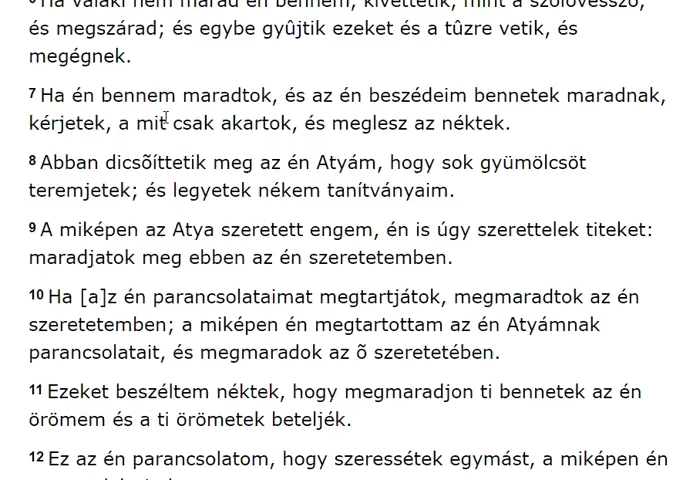 6 Ha valaki nem marad én bennem, kivettetik, mint a szőlővessző,
és megszárad; és egybe gyûjtik ezeket és a tûzre vetik, és
megégnek.
7 Ha én bennem maradtok, és az én beszédeim bennetek maradnak,
kérjetek, a mit csak akartok, és meglesz az néktek.
8 Abban dicsõíttetik meg az én Atyám, hogy sok gyümölcsöt
teremjetek; és legyetek nékem tanítványaim.
9 A miképen az Atya szeretett engem, én is úgy szerettelek titeket:
maradjatok meg ebben az én szeretetemben.
10 Ha [a]z én parancsolataimat megtartjátok, megmaradtok az én
szeretetemben; a miképen én megtartottam az én Atyámnak
parancsolatait, és megmaradok az õ szeretetében.
11 Ezeket beszéltem néktek, hogy megmaradjon ti bennetek az én
örömem és a ti örömetek beteljék.
12 Ez az én parancsolatom, hogy szeressétek egymást, a miképen én